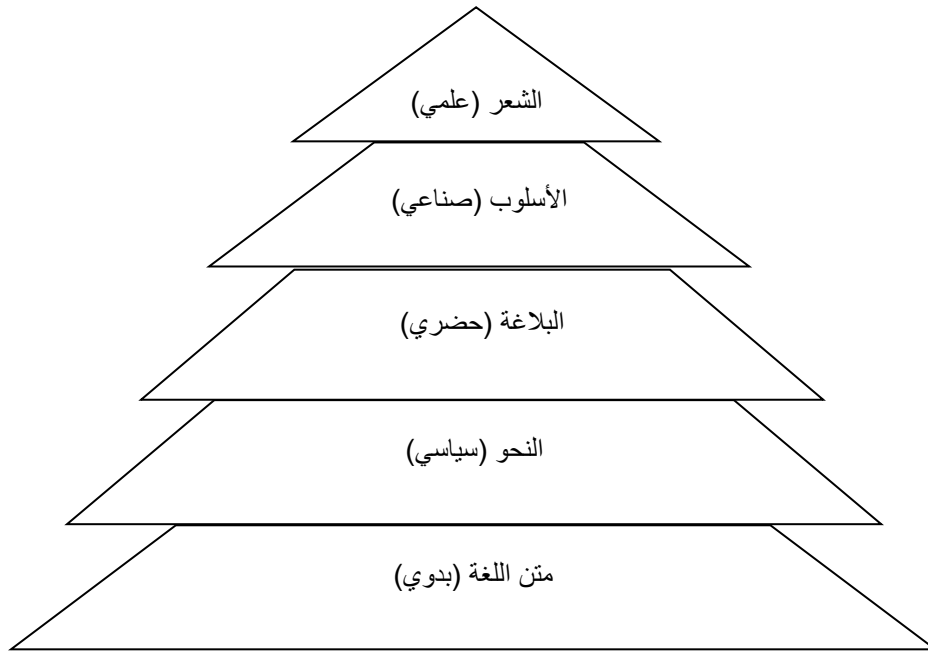 الشعر (علمي)
الأسلوب (صناعي)
البلاغة (حضري)
النحو (سياسي)
متن اللغة (بدوي)